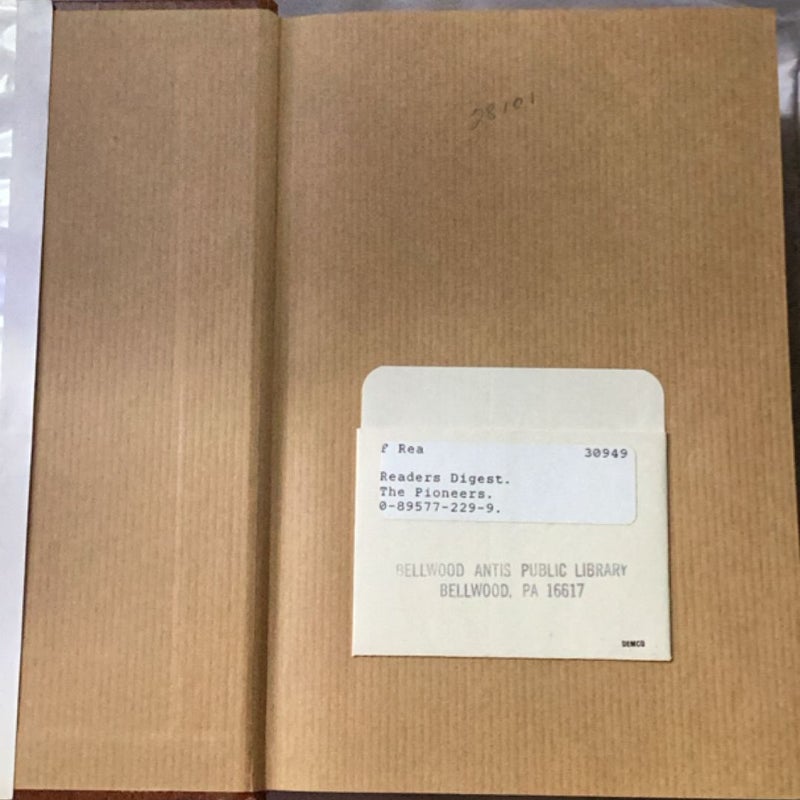 28101
f Rea 30949
Readers Digest.
The Pioneers.
0-89577-229-9.
BELLWOOD ANTIS PUBLIC LIBRARY
BELLWOOD, PA 16617
DEMCO